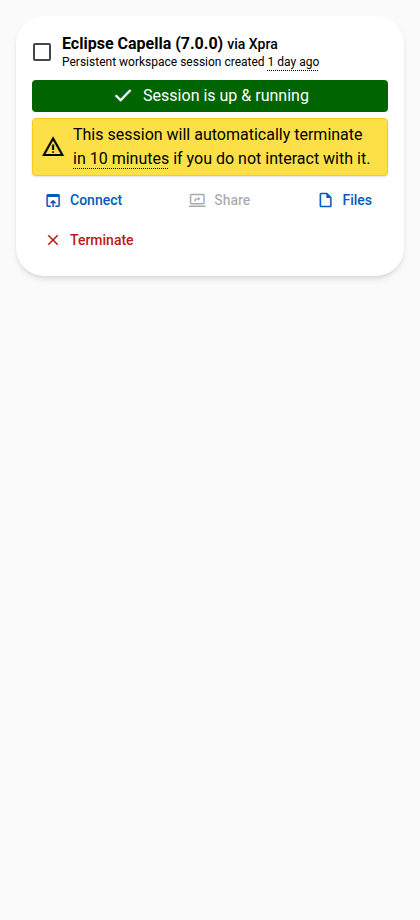 Eclipse Capella (7.0.0) via Xpra
Persistent workspace session created 1 day ago
Session is up & running
This session will automatically terminate
in 10 minutes if you do not interact with it.
Connect
Share
Files
Terminate